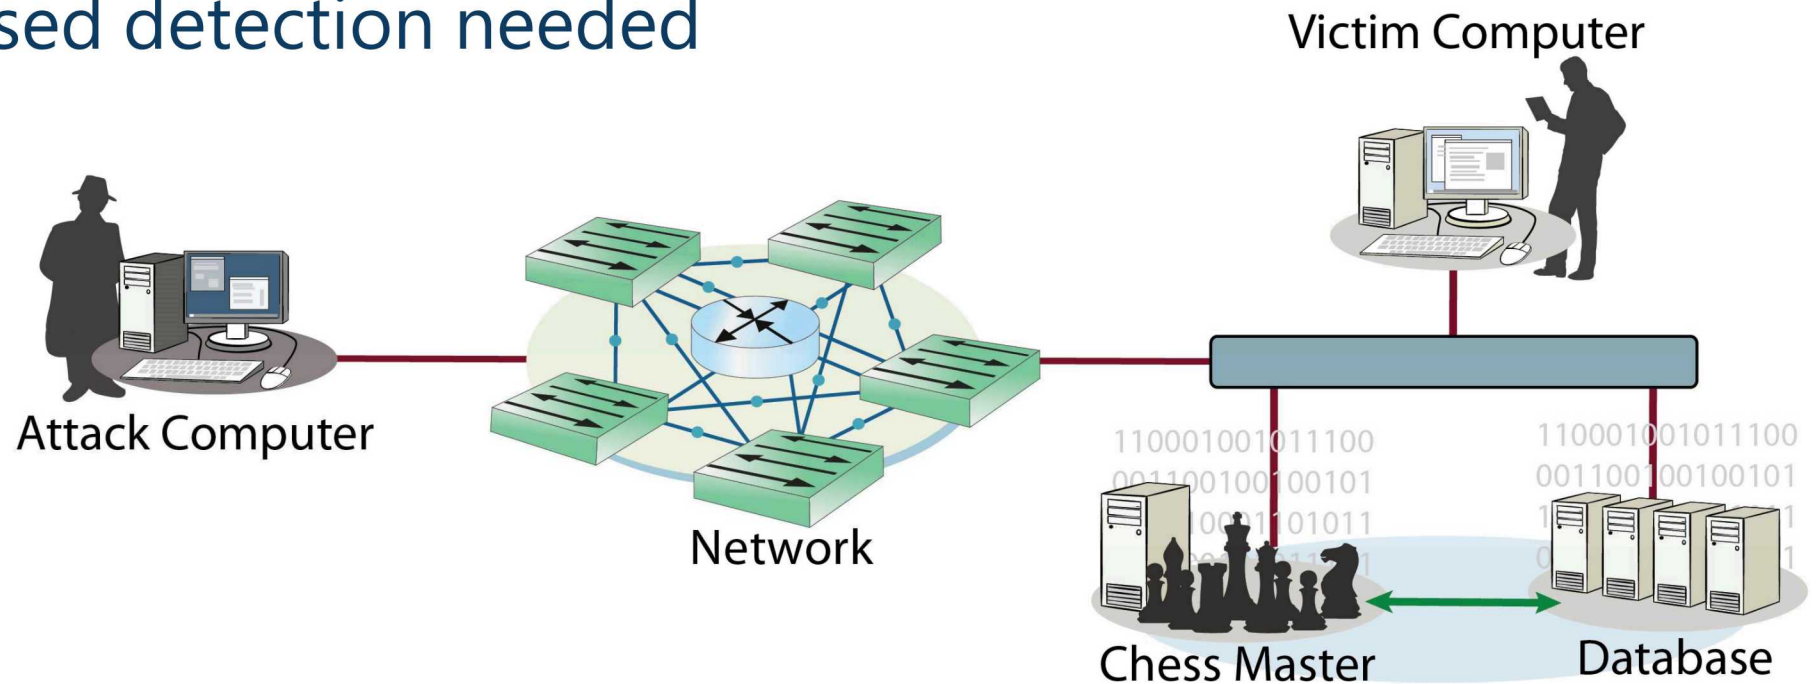 sed detection needed
Victim Computer
Attack Computer
Network
110001001011100
001100100100101
110001001011100
001100100100101
Chess Master
Database